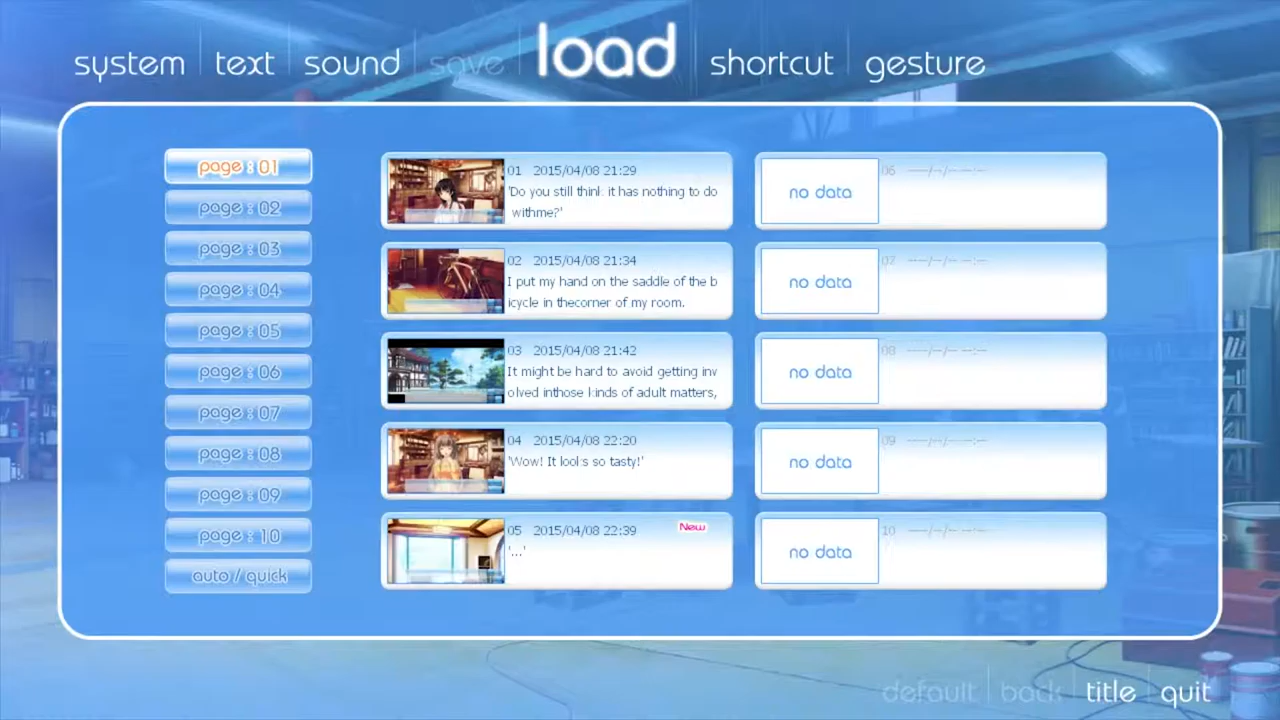 system text sound save load shortcut gesture
page : 01
page : 02
page : 03
page : 04
page : 05
page : 06
page : 07
page : 08
page : 09
page : 10
auto / quick
01 2015/04/08 21:29
'Do you still think it has nothing to do
withme?'
02 2015/04/08 21:34
I put my hand on the saddle of the b
icycle in thecorner of my room.
03 2015/04/08 21:42
It might be hard to avoid getting inv
olved inthose kinds of adult matters,
04 2015/04/08 22:20
'Wow! It looks so tasty!'
05 2015/04/08 22:39 New
'...'
no data 06 ----/--/-- --:--
no data 07 ----/--/-- --:--
no data 08 ----/--/-- --:--
no data 09 ----/--/-- --:--
no data 10 ----/--/-- --:--
default back title quit